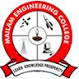 MAILAM ENGINEERING COLLEGE
LEARN KNOWLEDGE PROSPERITY